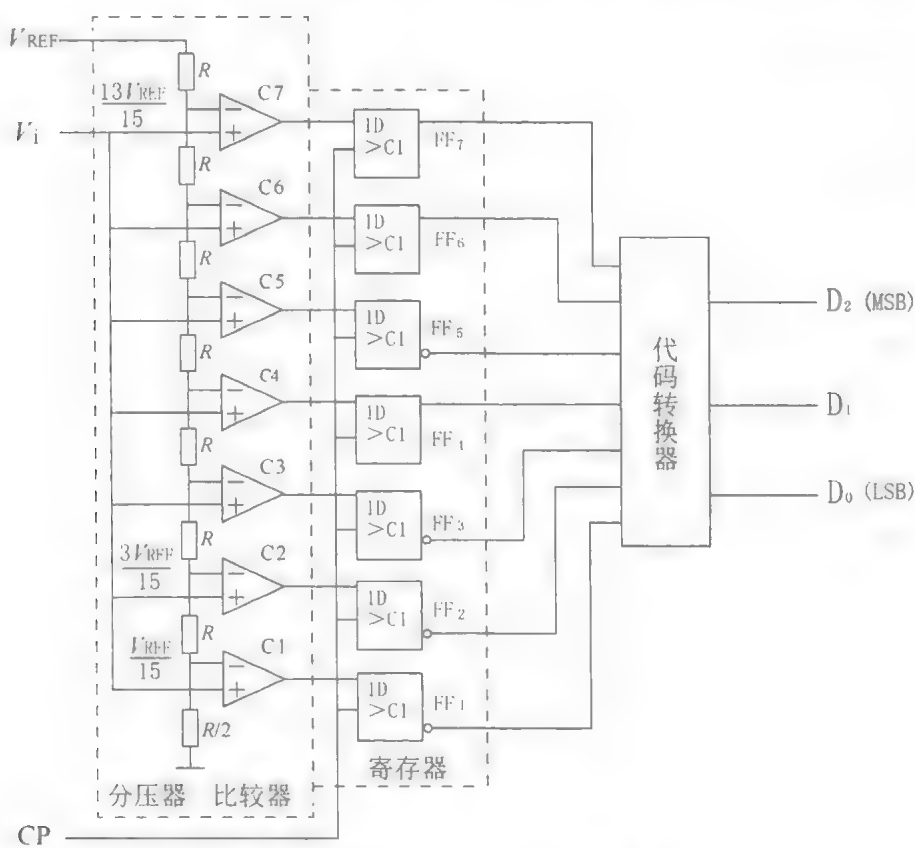 V_REF
R
13V_REF
15
C7
V_i
1D
>C1
FF_7
R
C6
1D
>C1
FF_6
R
C5
1D
>C1
FF_5
D_2 (MSB)
R
C4
1D
>C1
FF_4
代码转换器
D_1
R
C3
1D
>C1
FF_3
D_0 (LSB)
R
3V_REF
15
C2
1D
>C1
FF_2
R
V_REF
15
C1
1D
>C1
FF_1
R/2
寄存器
分压器 比较器
CP